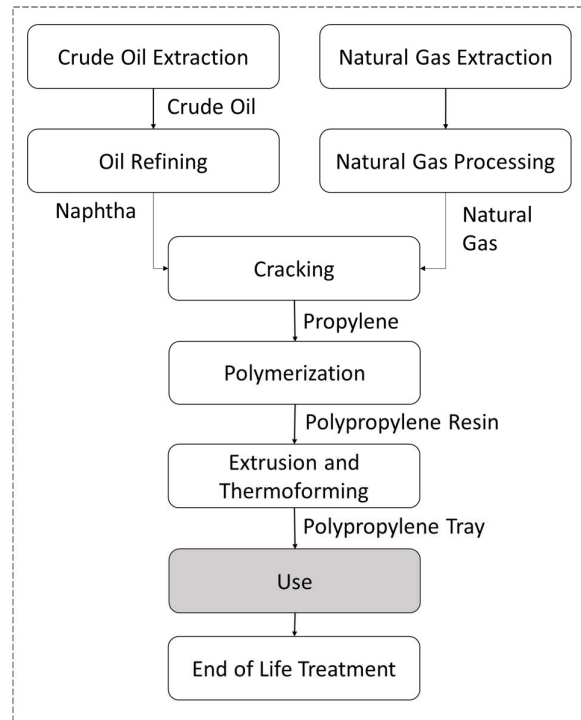 Crude Oil Extraction
Natural Gas Extraction
Crude Oil
Oil Refining
Natural Gas Processing
Naphtha
Natural
Gas
Cracking
Propylene
Polymerization
Polypropylene Resin
Extrusion and
Thermoforming
Polypropylene Tray
Use
End of Life Treatment